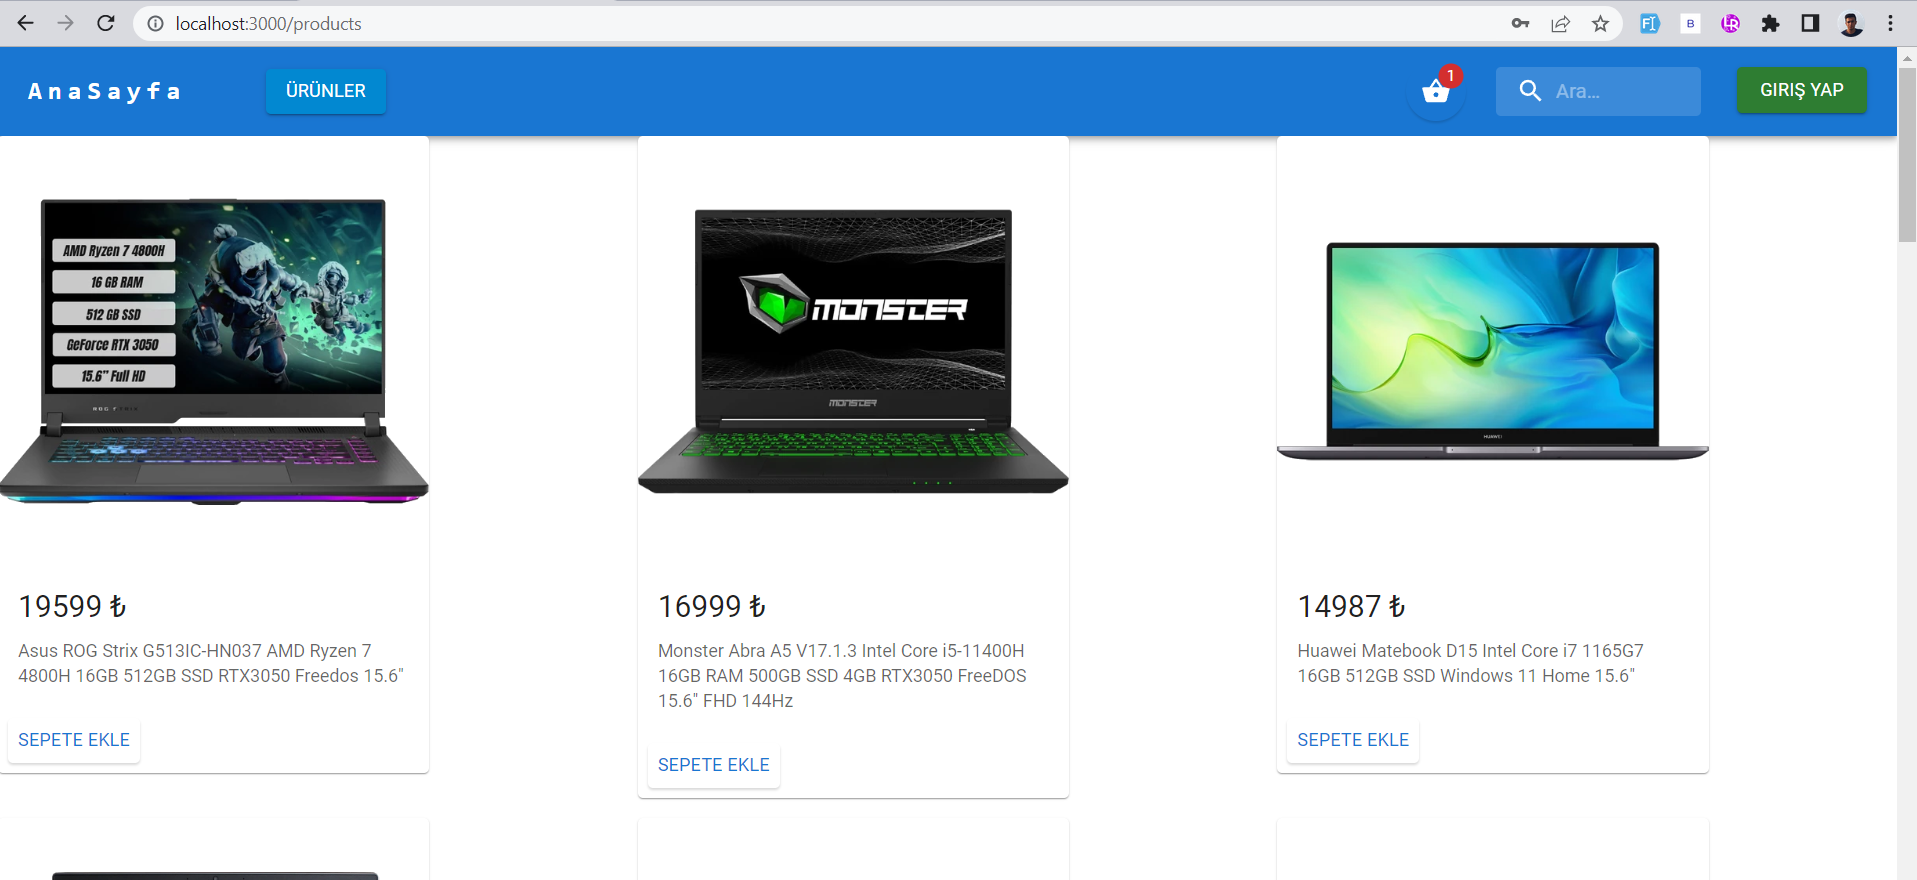 localhost:3000/products
B
AnaSayfa
ÜRÜNLER
1
Ara...
GIRIŞ YAP
AMD Ryzen 7 4800H
16 GB RAM
512 GB SSD
GeForce RTX 3050
15.6" Full HD
ROG STRIX
MONSTER
MONSTER
HUAWEI
19599 ₺
Asus ROG Strix G513IC-HN037 AMD Ryzen 7
4800H 16GB 512GB SSD RTX3050 Freedos 15.6"
SEPETE EKLE
16999 ₺
Monster Abra A5 V17.1.3 Intel Core i5-11400H
16GB RAM 500GB SSD 4GB RTX3050 FreeDOS
15.6" FHD 144Hz
SEPETE EKLE
14987 ₺
Huawei Matebook D15 Intel Core i7 1165G7
16GB 512GB SSD Windows 11 Home 15.6"
SEPETE EKLE